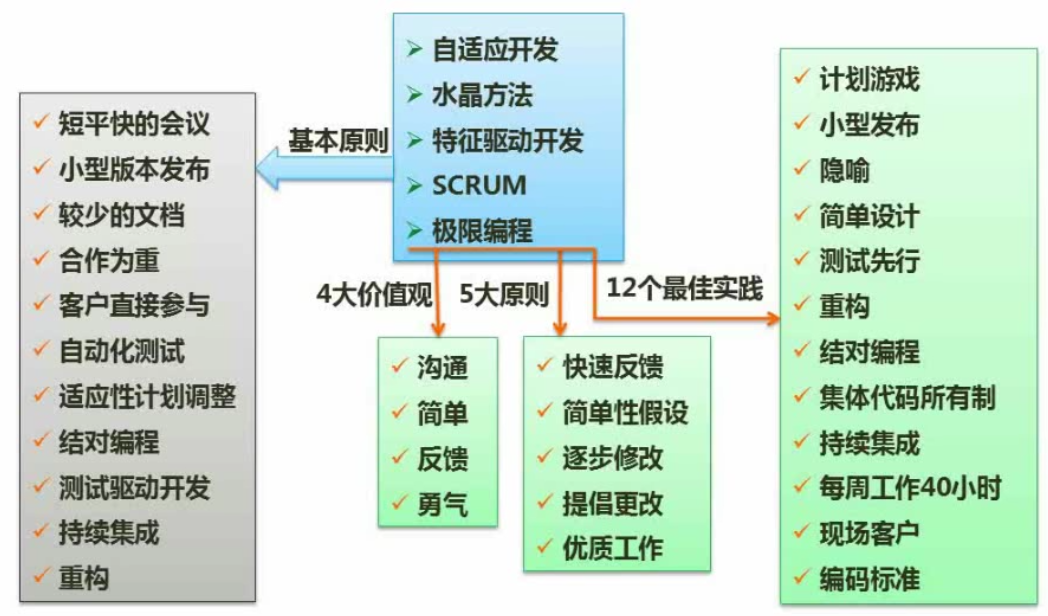 自适应开发
水晶方法
特征驱动开发
SCRUM
极限编程
基本原则
短平快的会议
小型版本发布
较少的文档
合作为重
客户直接参与
自动化测试
适应性计划调整
结对编程
测试驱动开发
持续集成
重构
4大价值观
沟通
简单
反馈
勇气
5大原则
快速反馈
简单性假设
逐步修改
提倡更改
优质工作
12个最佳实践
计划游戏
小型发布
隐喻
简单设计
测试先行
重构
结对编程
集体代码所有制
持续集成
每周工作40小时
现场客户
编码标准